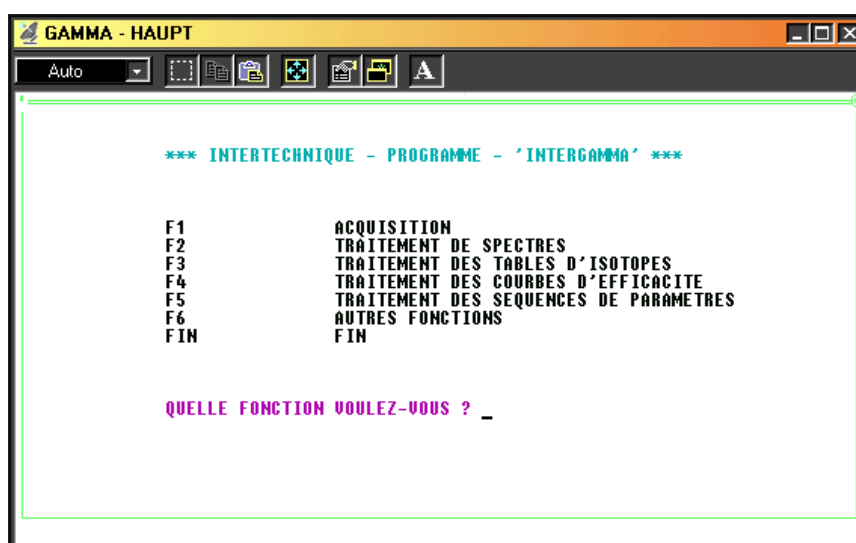 GAMMA - HAUPT
Auto
A
*** INTERTECHNIQUE - PROGRAMME - 'INTERGAMMA' ***
F1 ACQUISITION
F2 TRAITEMENT DE SPECTRES
F3 TRAITEMENT DES TABLES D'ISOTOPES
F4 TRAITEMENT DES COURBES D'EFFICACITE
F5 TRAITEMENT DES SEQUENCES DE PARAMETRES
F6 AUTRES FONCTIONS
FIN FIN
QUELLE FONCTION VOULEZ-VOUS ? _